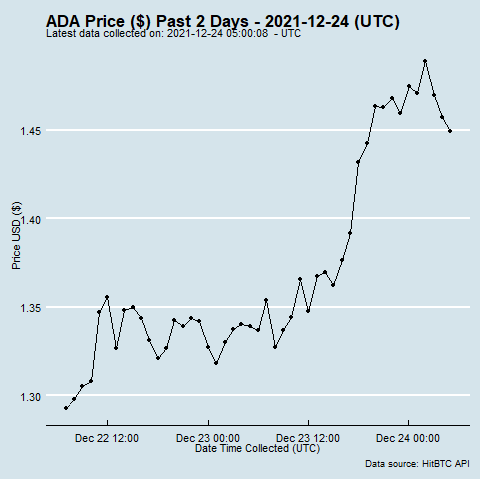 ADA Price ($) Past 2 Days - 2021-12-24 (UTC)
Latest data collected on: 2021-12-24 05:00:08  - UTC
1.45
1.40
1.35
1.30
Price USD ($)
Dec 22 12:00 Dec 23 00:00 Dec 23 12:00 Dec 24 00:00
Date Time Collected (UTC)
Data source: HitBTC API